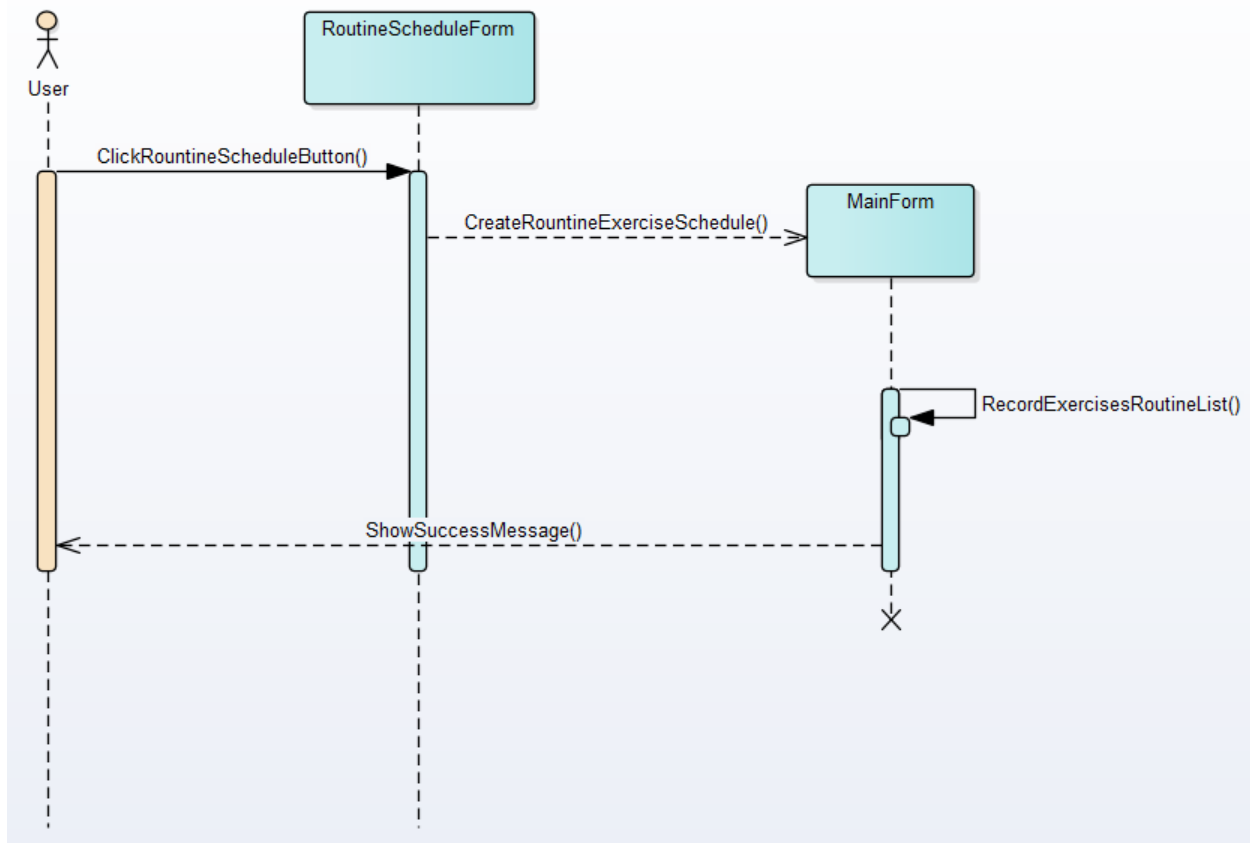 RoutineScheduleForm
User
ClickRountineScheduleButton()
MainForm
CreateRountineExerciseSchedule()
RecordExercisesRoutineList()
ShowSuccessMessage()